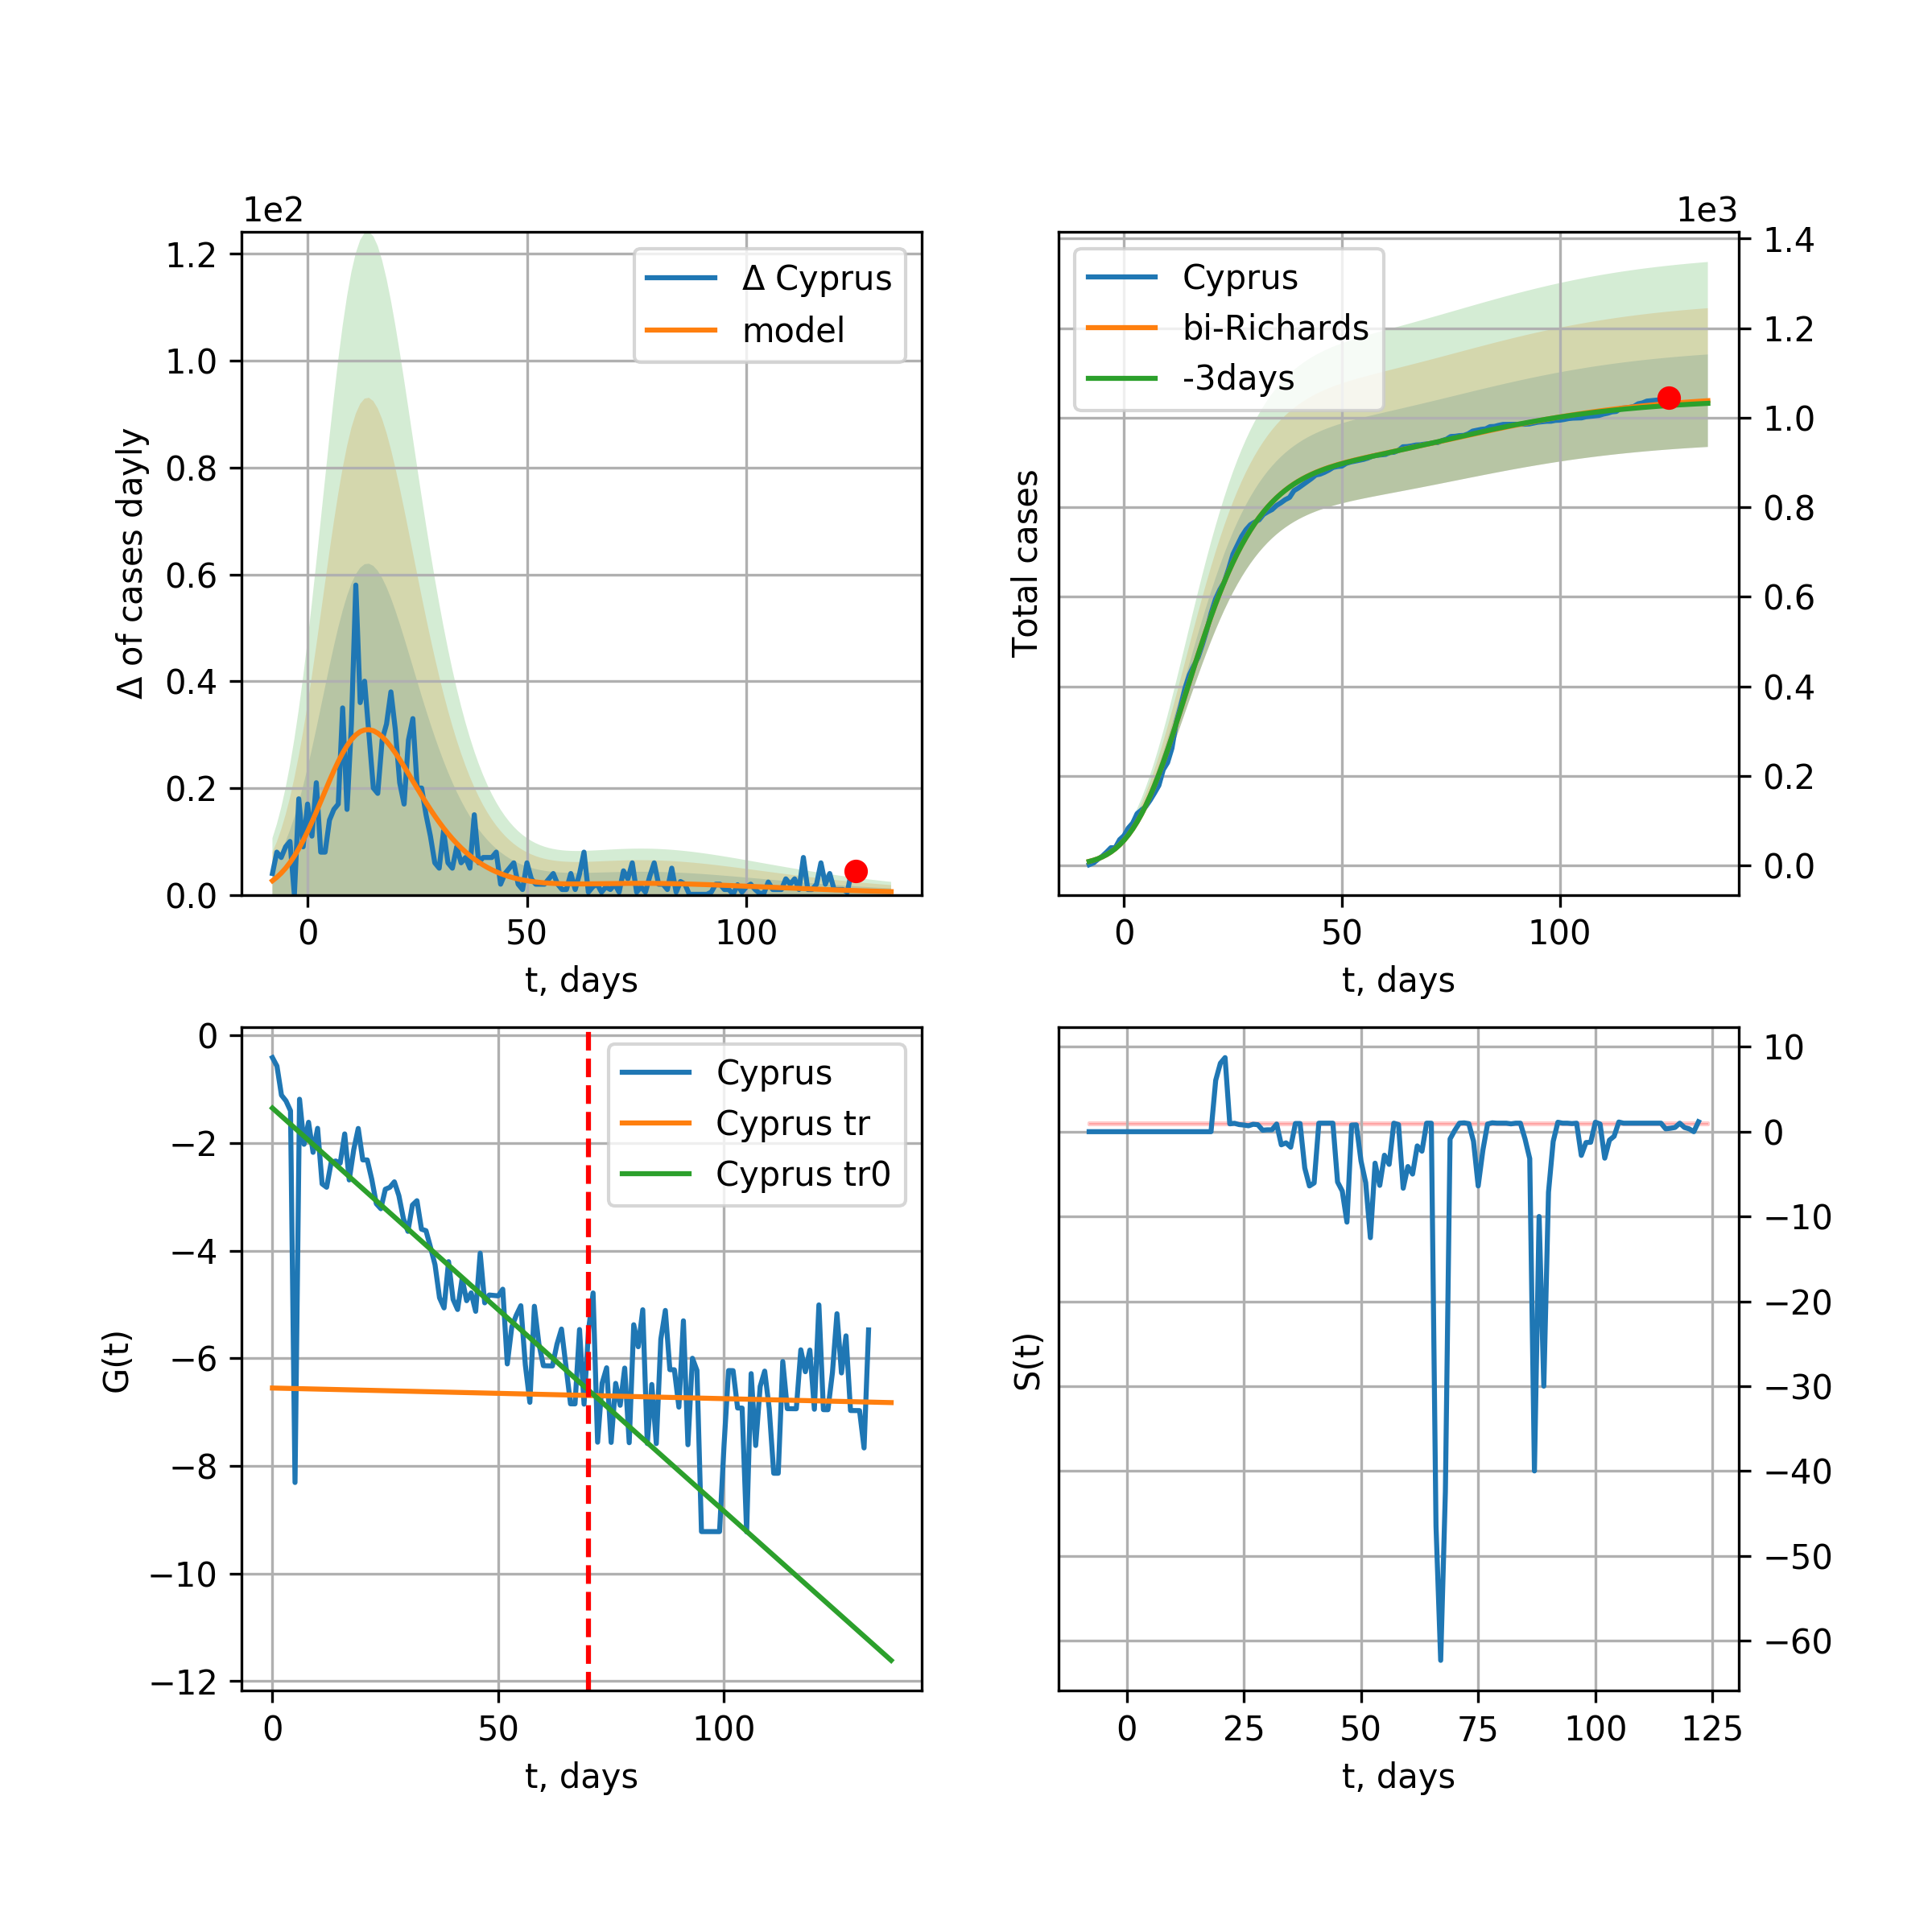 1e2
1.2
1.0
0.8
0.6
0.4
0.2
0.0
Δ of cases dayly
Δ Cyprus
model
0 50 100
t, days
1e3
1.4
1.2
1.0
0.8
0.6
0.4
0.2
0.0
Total cases
Cyprus
bi-Richards
-3days
0 50 100
t, days
0
−2
−4
−6
−8
−10
−12
G(t)
Cyprus
Cyprus tr
Cyprus tr0
0 50 100
t, days
10
0
−10
−20
−30
−40
−50
−60
S(t)
0 25 50 75 100 125
t, days